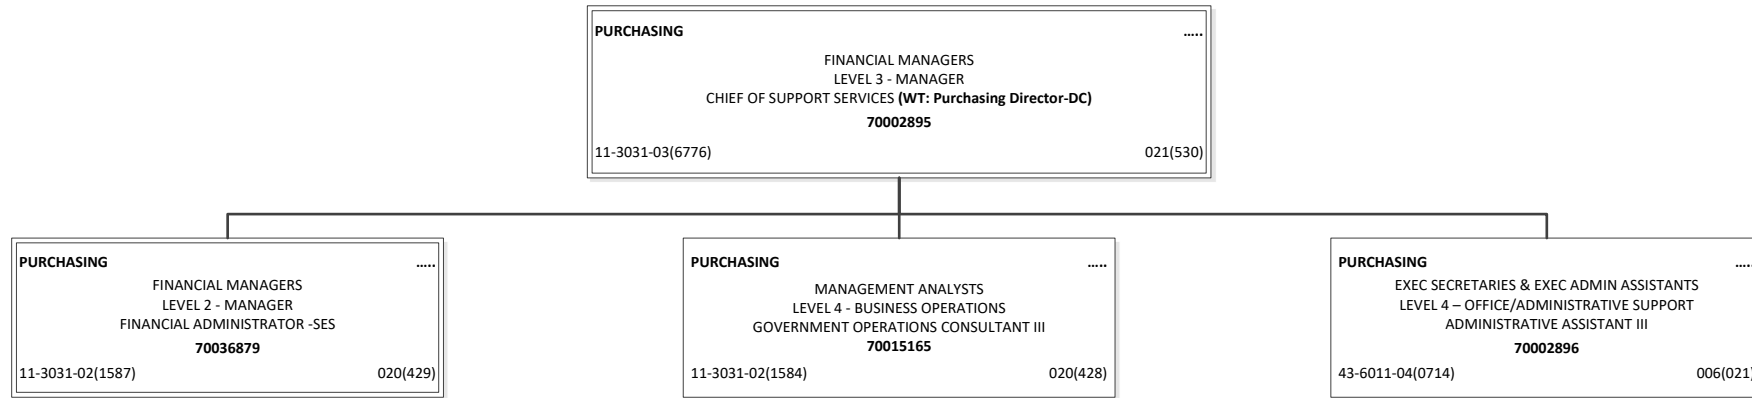 PURCHASING .....
FINANCIAL MANAGERS
LEVEL 3 - MANAGER
CHIEF OF SUPPORT SERVICES (WT: Purchasing Director-DC)
70002895
11-3031-03(6776) 021(530)
PURCHASING .....
FINANCIAL MANAGERS
LEVEL 2 - MANAGER
FINANCIAL ADMINISTRATOR -SES
70036879
11-3031-02(1587) 020(429)
PURCHASING .....
MANAGEMENT ANALYSTS
LEVEL 4 - BUSINESS OPERATIONS
GOVERNMENT OPERATIONS CONSULTANT III
70015165
11-3031-02(1584) 020(428)
PURCHASING .....
EXEC SECRETARIES & EXEC ADMIN ASSISTANTS
LEVEL 4 – OFFICE/ADMINISTRATIVE SUPPORT
ADMINISTRATIVE ASSISTANT III
70002896
43-6011-04(0714) 006(021)